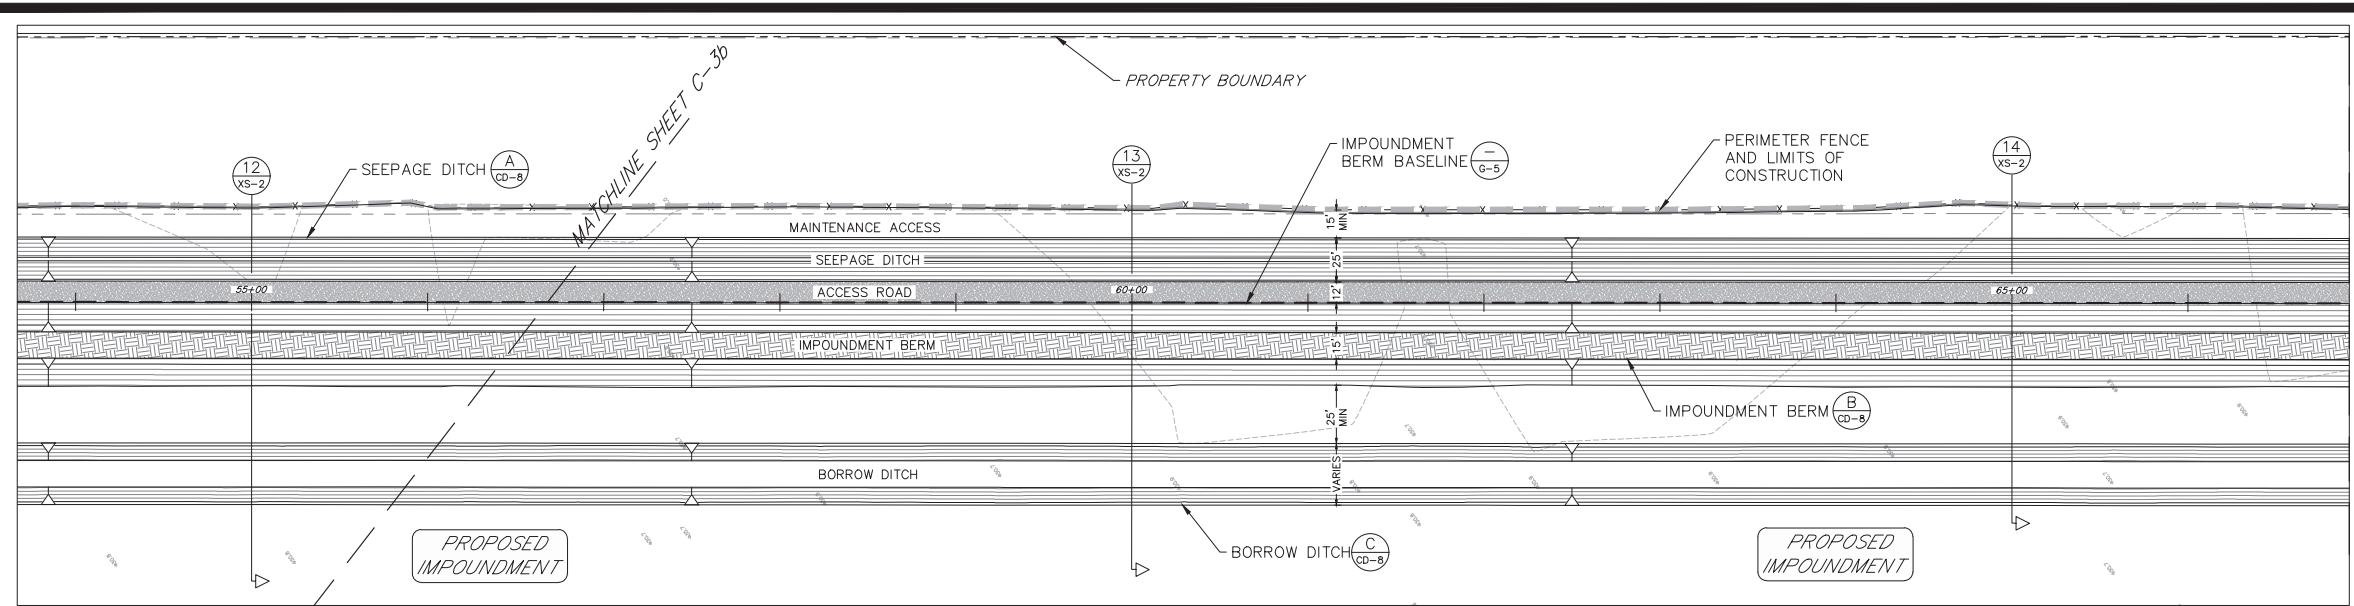 PROPERTY BOUNDARY
MATCHLINE SHEET C-3b
12
XS-2
SEEPAGE DITCH
A
CD-8
13
XS-2
IMPOUNDMENT
BERM BASELINE
—
G-5
PERIMETER FENCE
AND LIMITS OF
CONSTRUCTION
14
XS-2
MAINTENANCE ACCESS
15'
MIN
SEEPAGE DITCH
25'
55+00
ACCESS ROAD
60+00
12'
65+00
IMPOUNDMENT BERM
15'
IMPOUNDMENT BERM
B
CD-8
25'
MIN
BORROW DITCH
VARIES
PROPOSED
IMPOUNDMENT
BORROW DITCH
C
CD-8
PROPOSED
IMPOUNDMENT